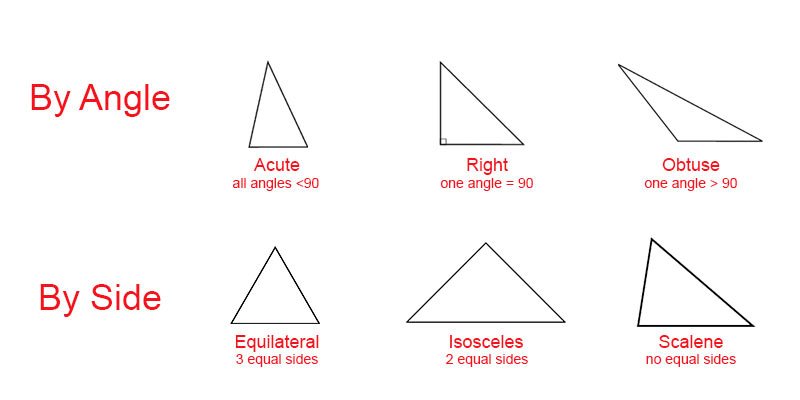 By Angle
Acute
all angles <90
Right
one angle = 90
Obtuse
one angle > 90
By Side
Equilateral
3 equal sides
Isosceles
2 equal sides
Scalene
no equal sides